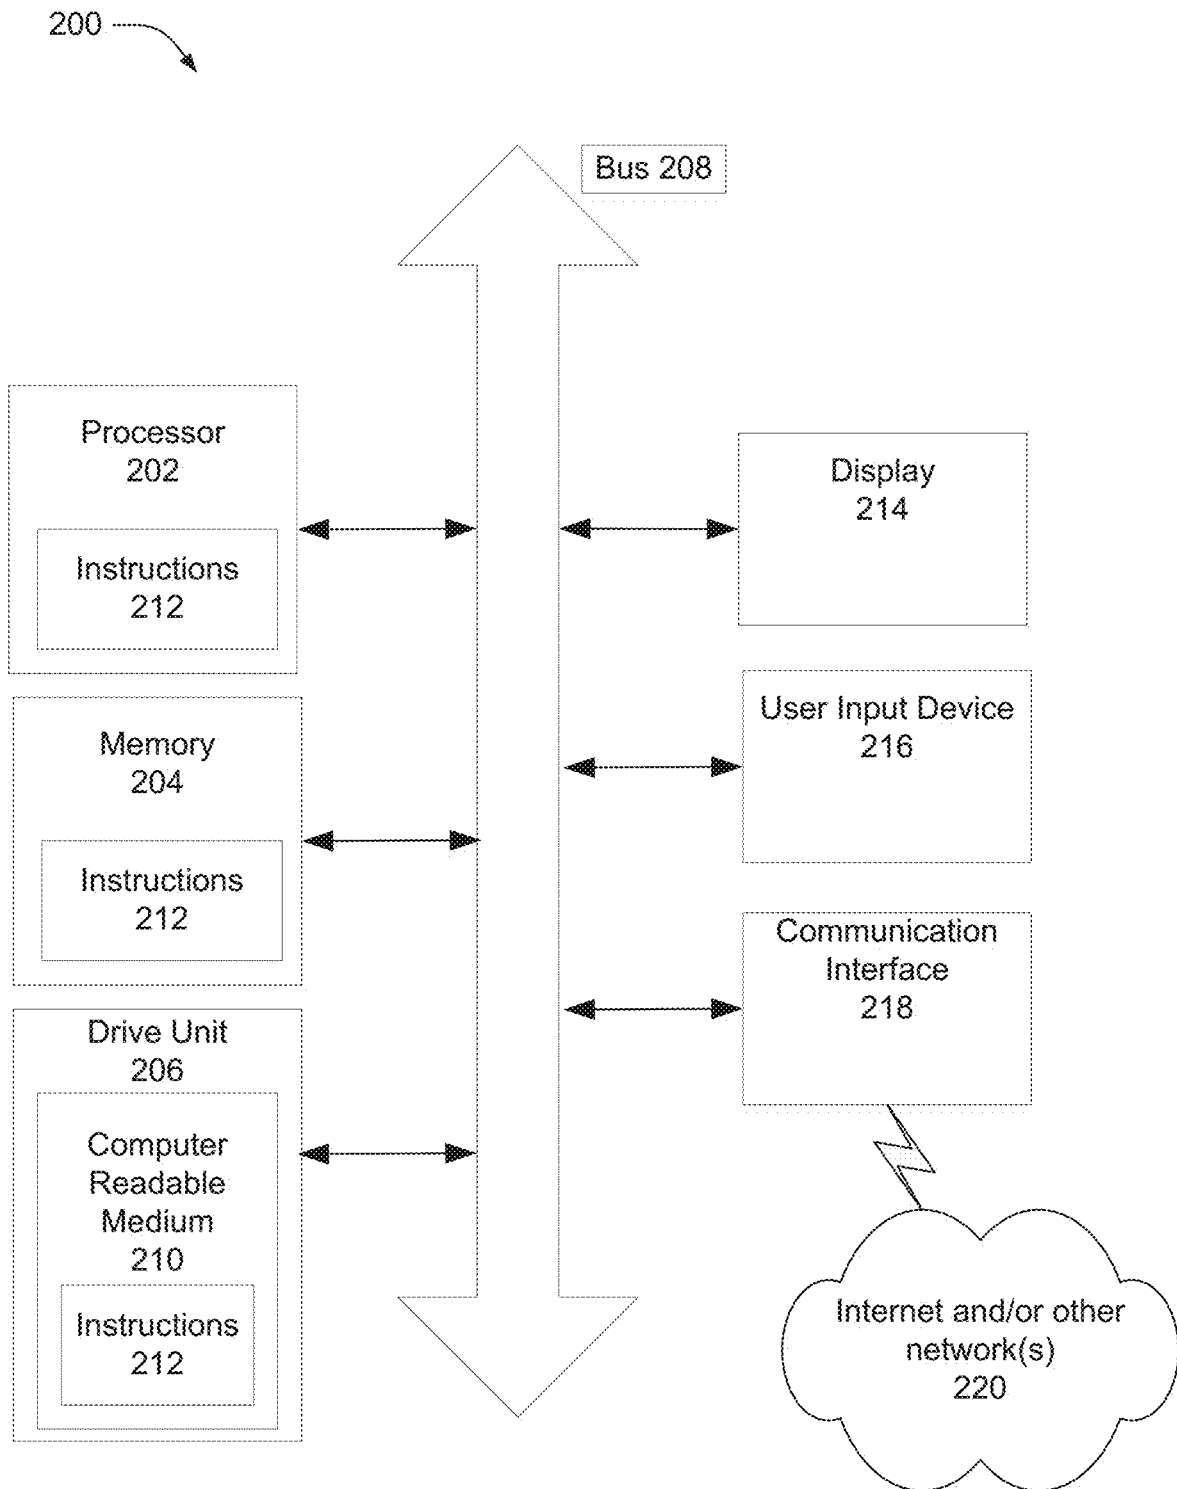 200
Bus 208
Processor
202
Instructions
212
Memory
204
Instructions
212
Drive Unit
206
Computer
Readable
Medium
210
Instructions
212
Display
214
User Input Device
216
Communication
Interface
218
Internet and/or other
network(s)
220